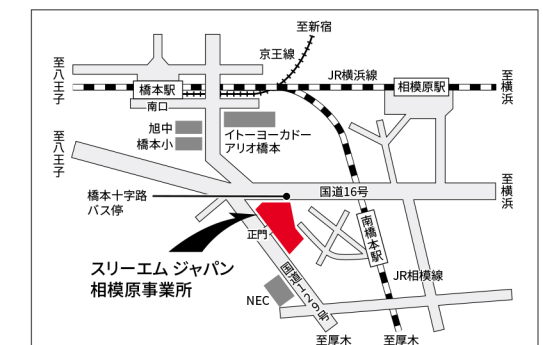 至新宿
京王線
至八王子
JR横浜線
橋本駅
相模原駅
至横浜
南口
旭中
橋本小
イトーヨーカドー
アリオ橋本
至八王子
橋本十字路
バス停
国道16号
至横浜
正門
南橋本駅
スリーエム ジャパン
相模原事業所
国道129号
JR相模線
NEC
至厚木
至厚木